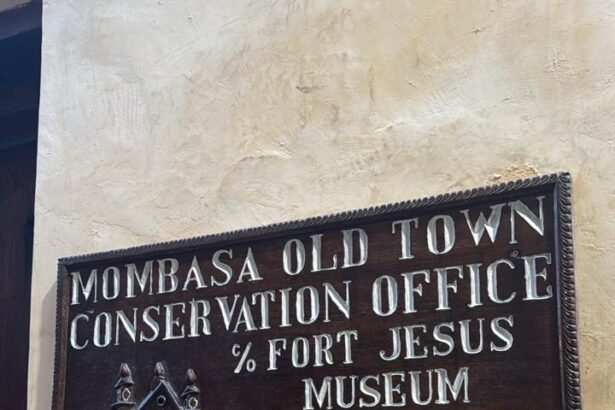 MOMBASA OLD TOWN
CONSERVATION OFFICE
c/o FORT JESUS
MUSEUM